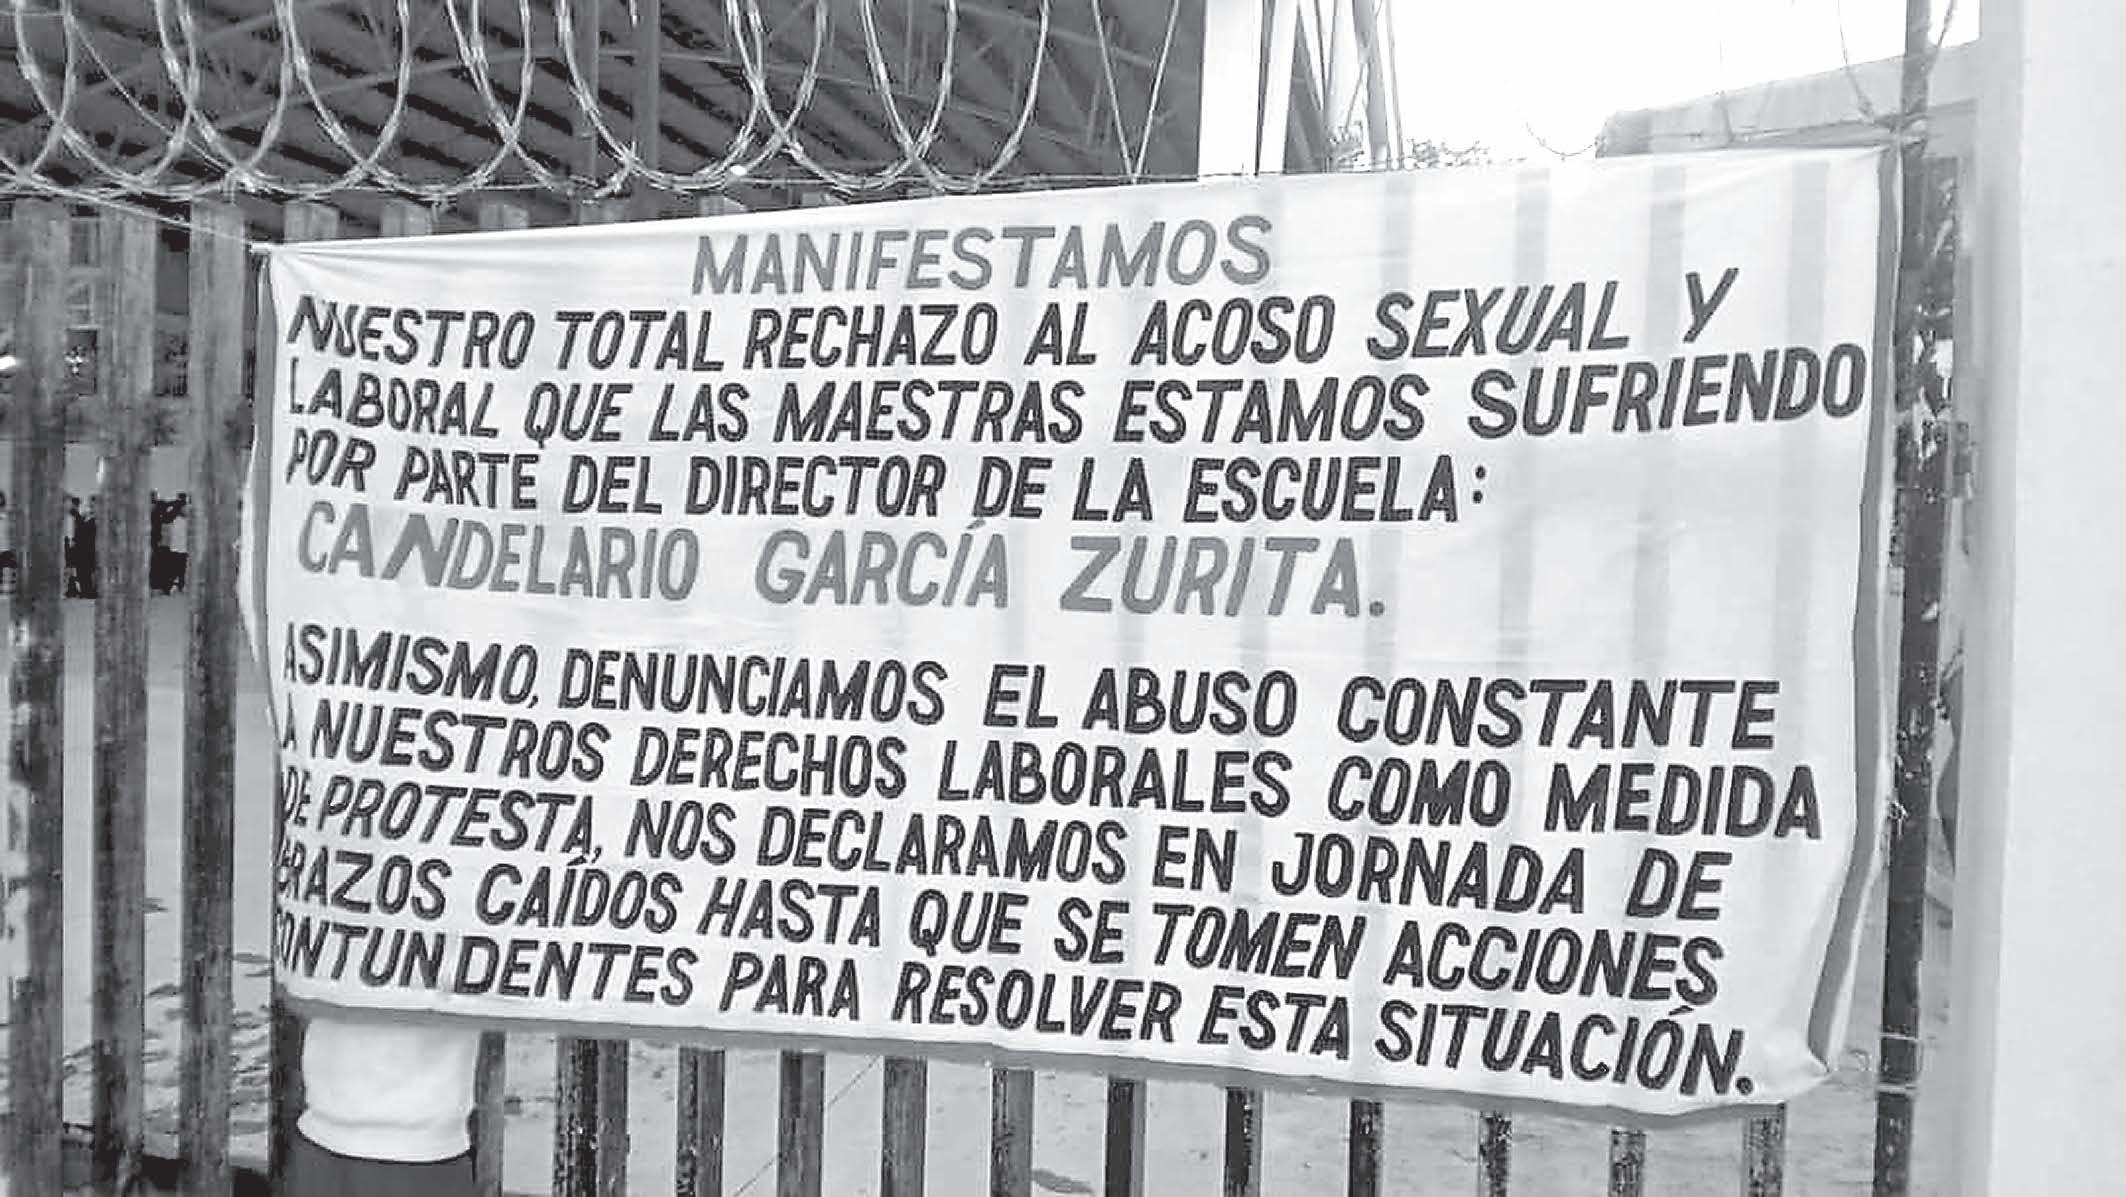 MANIFESTAMOS
NUESTRO TOTAL RECHAZO AL ACOSO SEXUAL Y
LABORAL QUE LAS MAESTRAS ESTAMOS SUFRIENDO
POR PARTE DEL DIRECTOR DE LA ESCUELA:
CANDELARIO GARCÍA ZURITA.
ASIMISMO, DENUNCIAMOS EL ABUSO CONSTANTE
A NUESTROS DERECHOS LABORALES COMO MEDIDA
DE PROTESTA, NOS DECLARAMOS EN JORNADA DE
BRAZOS CAÍDOS HASTA QUE SE TOMEN ACCIONES
CONTUNDENTES PARA RESOLVER ESTA SITUACIÓN.